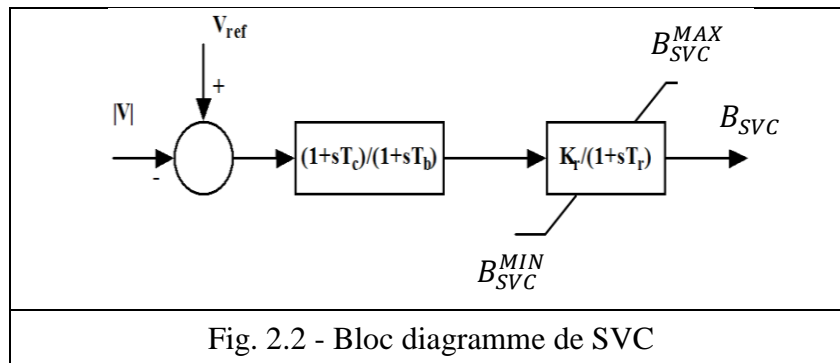 V_ref
B_SVC^MAX
|V|
+
-
(1+sT_c)/(1+sT_b)
K_r/(1+sT_r)
B_SVC
B_SVC^MIN
Fig. 2.2 - Bloc diagramme de SVC